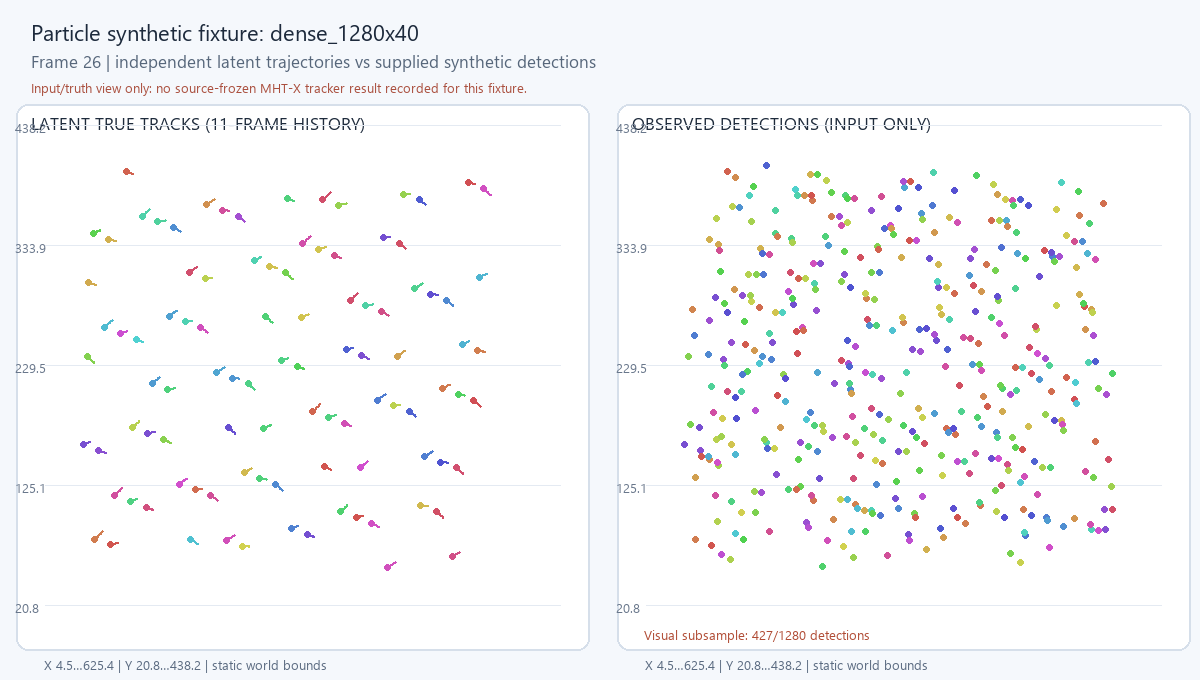 Particle synthetic fixture: dense_1280x40
Frame 26 | independent latent trajectories vs supplied synthetic detections
Input/truth view only: no source-frozen MHT-X tracker result recorded for this fixture.
LATENT TRUE TRACKS (11-FRAME HISTORY)
438.2
333.9
229.5
125.1
20.8
X 4.5...625.4 | Y 20.8...438.2 | static world bounds
OBSERVED DETECTIONS (INPUT ONLY)
438.2
333.9
229.5
125.1
20.8
Visual subsample: 427/1280 detections
X 4.5...625.4 | Y 20.8...438.2 | static world bounds